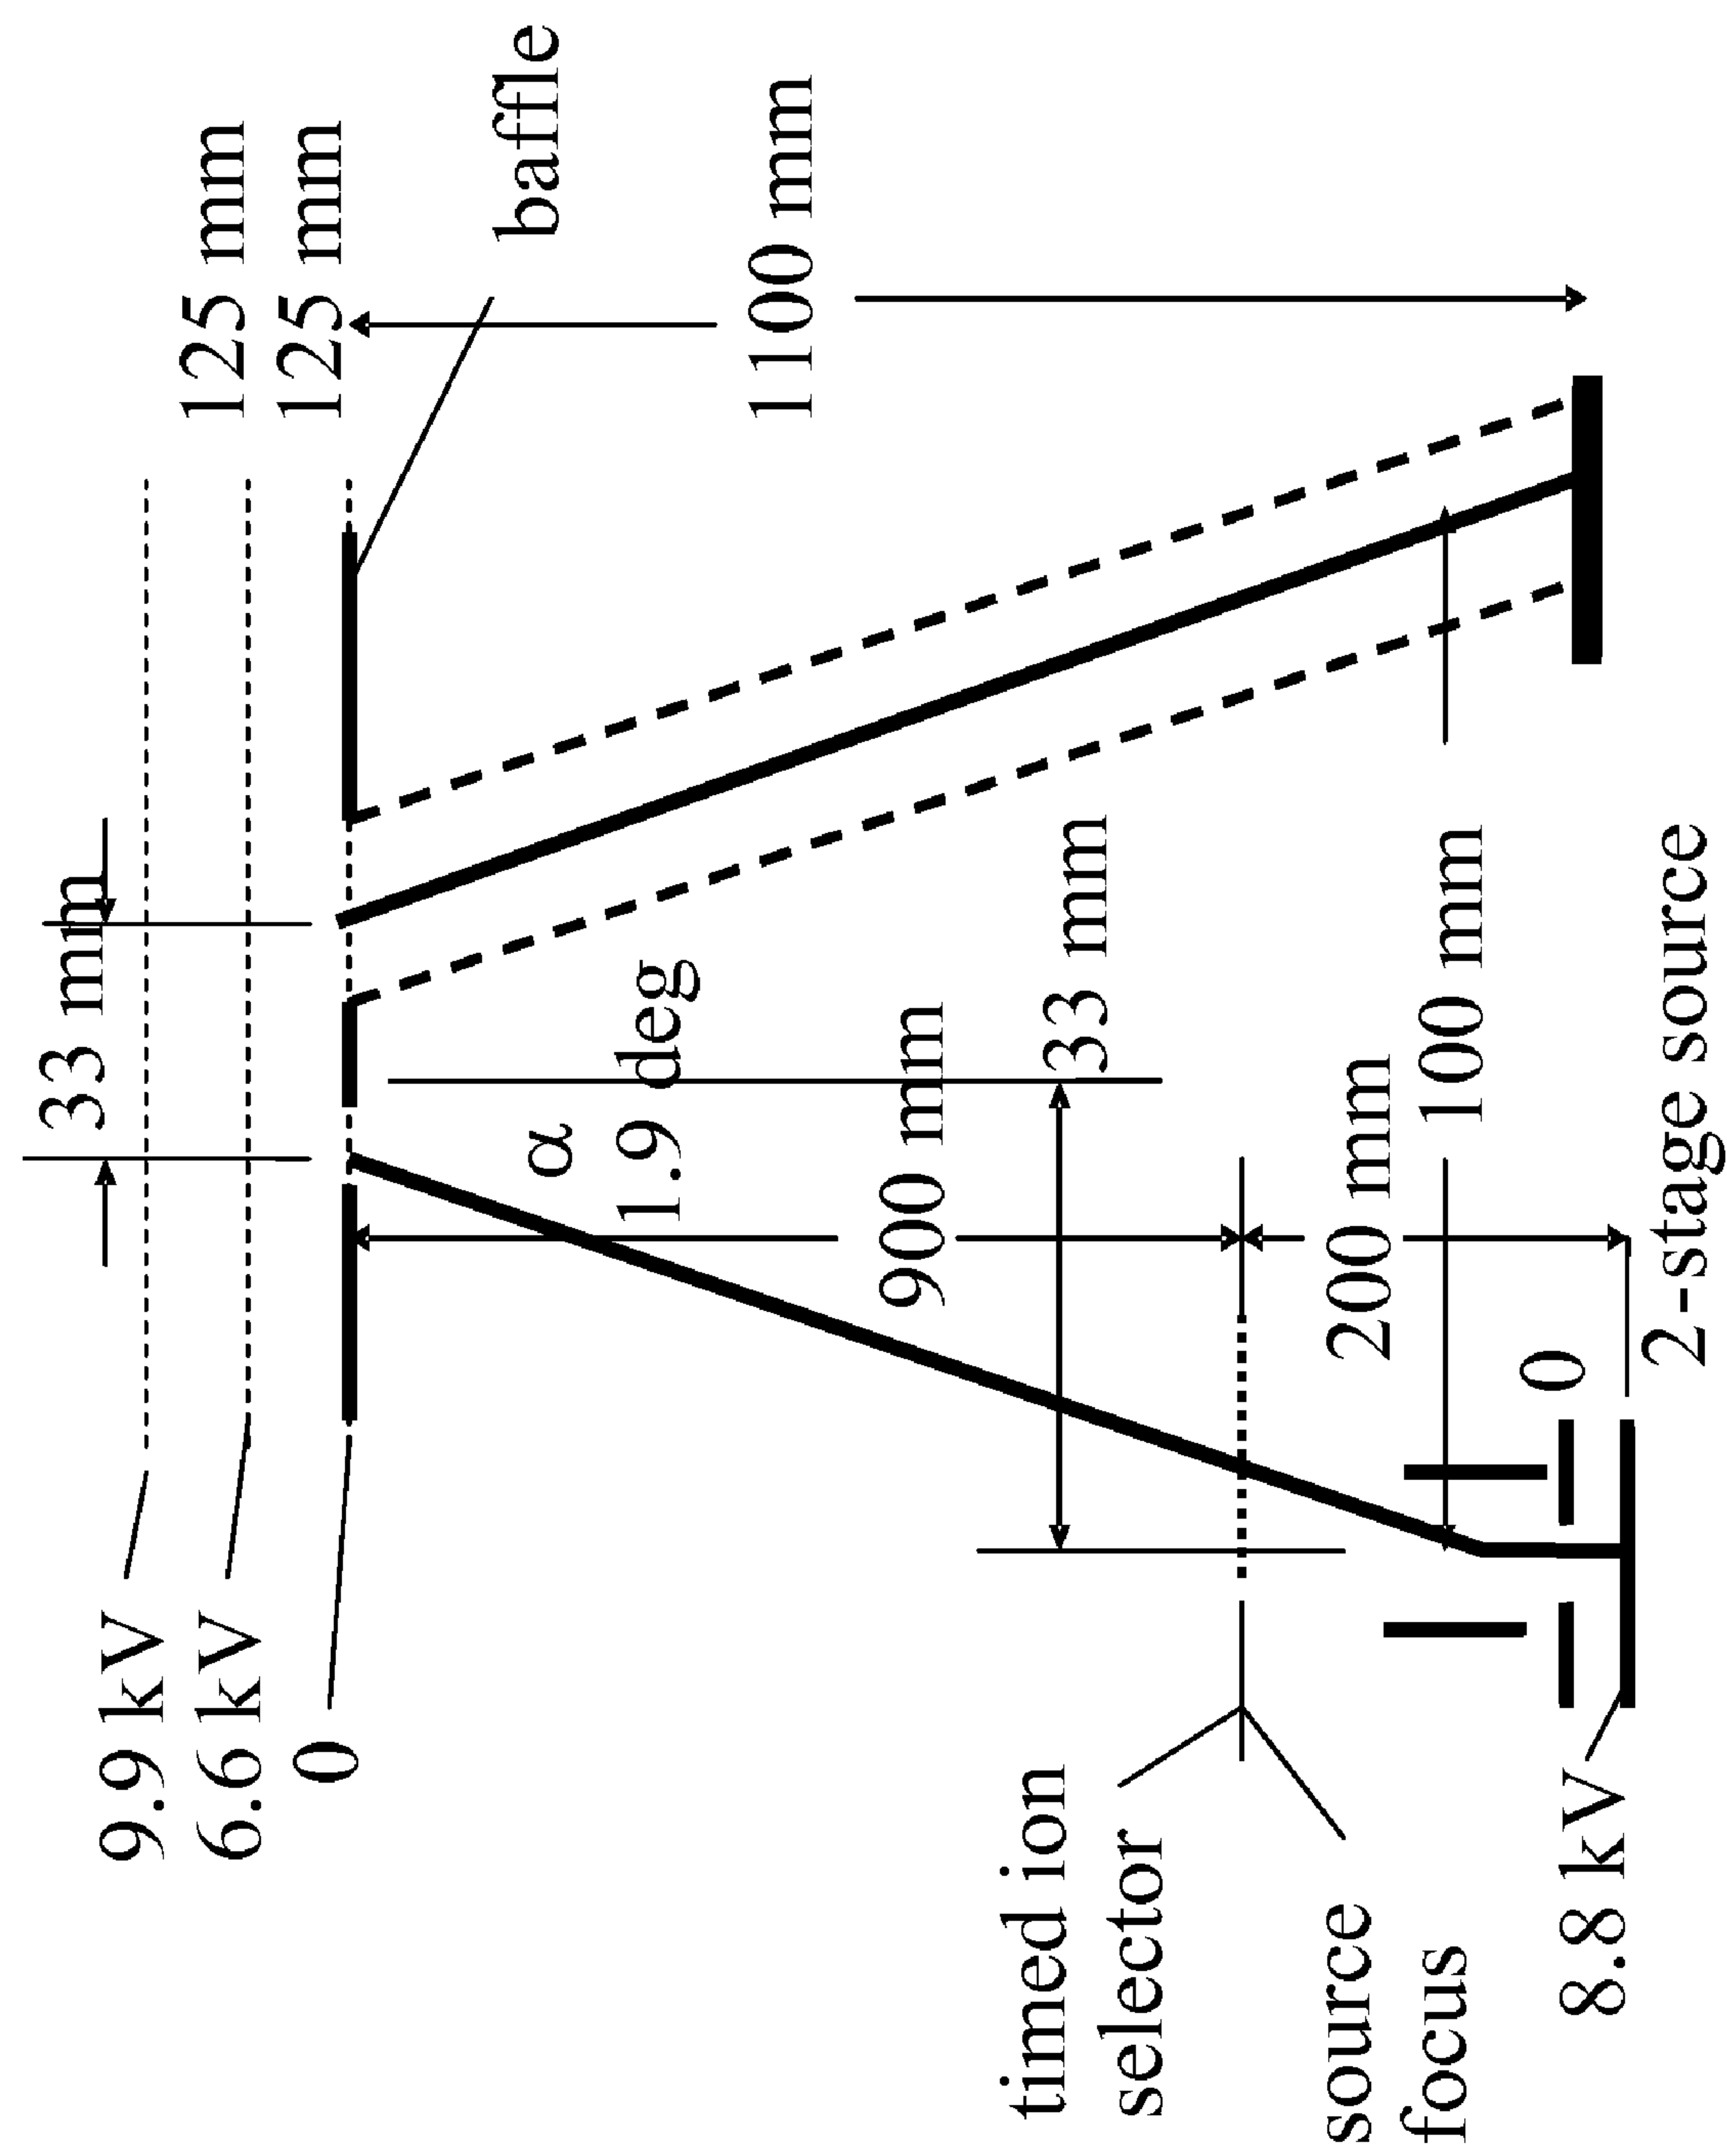 33 mm
125 mm
125 mm
9.9 kV
6.6 kV
0
baffle
α
1.9 deg
1100 mm
900 mm
33 mm
timed ion
selector
200 mm
100 mm
source
focus
0
8.8 kV
2-stage source